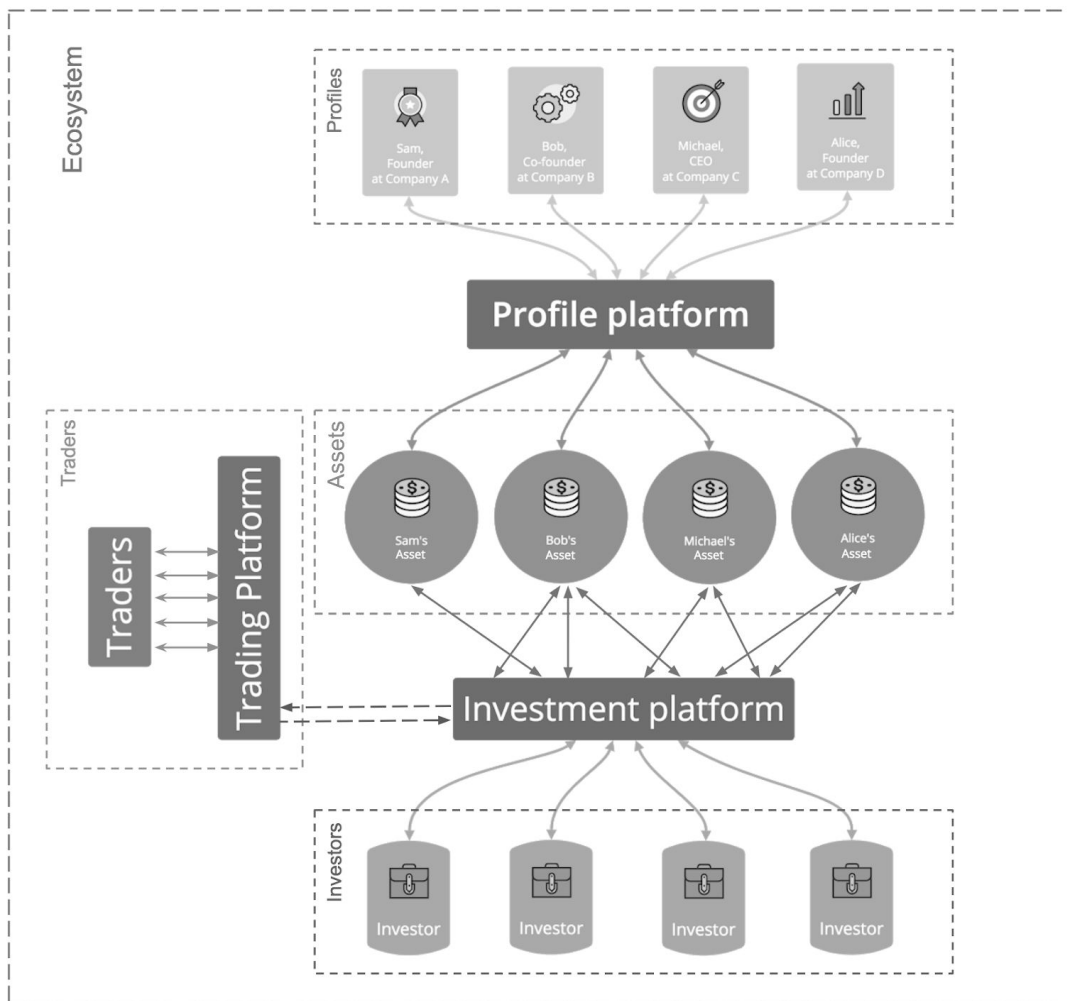 Ecosystem
Profiles
Sam,
Founder
at Company A
Bob,
Co-founder
at Company B
Michael,
CEO
at Company C
Alice,
Founder
at Company D
Profile platform
Traders
Traders
Trading Platform
Assets
$
Sam's
Asset
$
Bob's
Asset
$
Michael's
Asset
$
Alice's
Asset
Investment platform
Investors
Investor
Investor
Investor
Investor